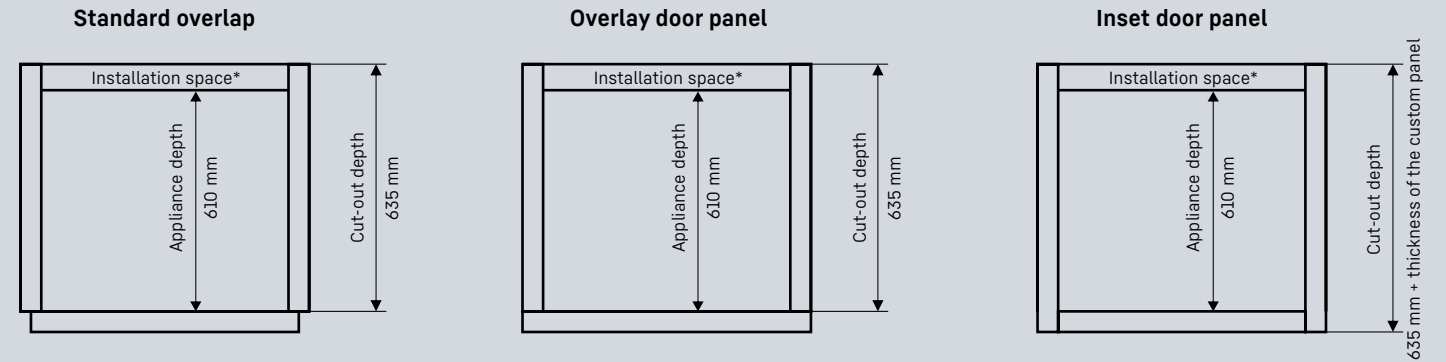 Standard overlap
Installation space*
Appliance depth
610 mm
Cut-out depth
635 mm
Overlay door panel
Installation space*
Appliance depth
610 mm
Cut-out depth
635 mm
Inset door panel
Installation space*
Appliance depth
610 mm
Cut-out depth
635 mm + thickness of the custom panel